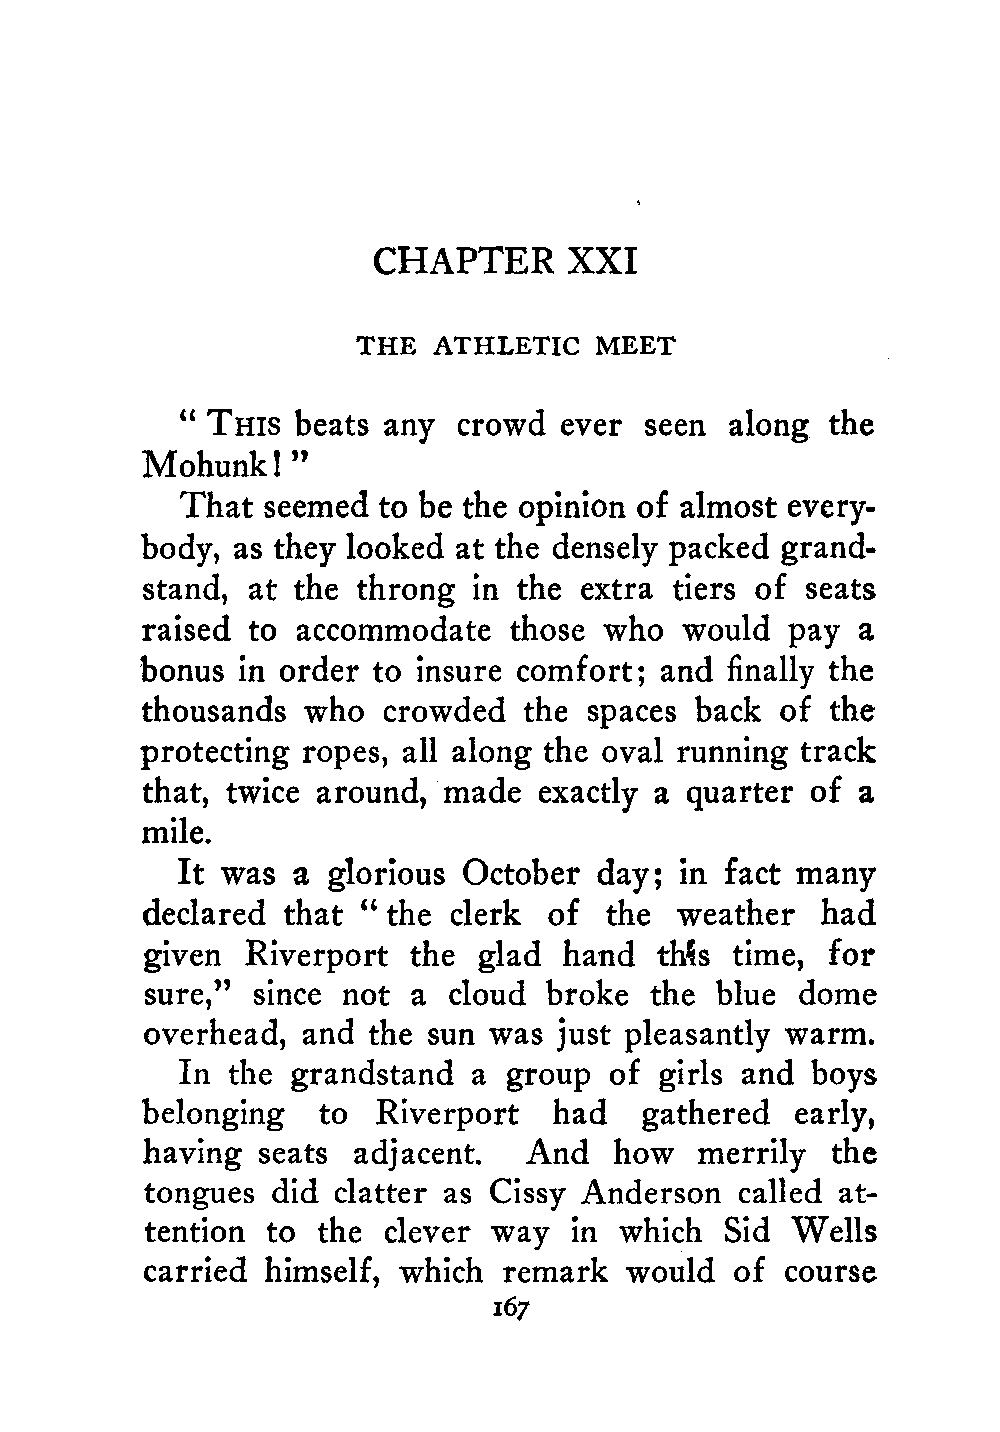 CHAPTER XXI
THE ATHLETIC MEET
“ THIS beats any crowd ever seen along the
Mohunk! ”
That seemed to be the opinion of almost every-
body, as they looked at the densely packed grand-
stand, at the throng in the extra tiers of seats
raised to accommodate those who would pay a
bonus in order to insure comfort; and finally the
thousands who crowded the spaces back of the
protecting ropes, all along the oval running track
that, twice around, made exactly a quarter of a
mile.
It was a glorious October day; in fact many
declared that “ the clerk of the weather had
given Riverport the glad hand this time, for
sure,” since not a cloud broke the blue dome
overhead, and the sun was just pleasantly warm.
In the grandstand a group of girls and boys
belonging to Riverport had gathered early,
having seats adjacent. And how merrily the
tongues did clatter as Cissy Anderson called at-
tention to the clever way in which Sid Wells
carried himself, which remark would of course
167